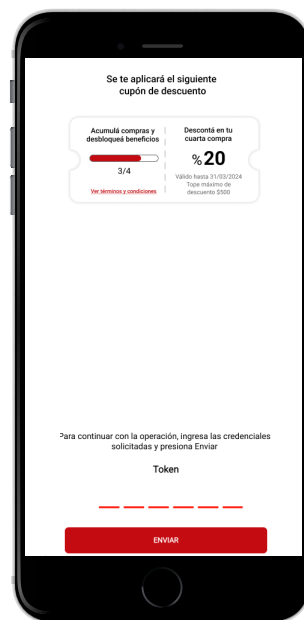 Se te aplicará el siguiente
cupón de descuento
Acumulá compras y
desbloqueá beneficios
3/4
Ver términos y condiciones
Descontá en tu
cuarta compra
%20
Válido hasta 31/03/2024
Tope máximo de
descuento $500
Para continuar con la operación, ingresa las credenciales
solicitadas y presiona Enviar
Token
ENVIAR